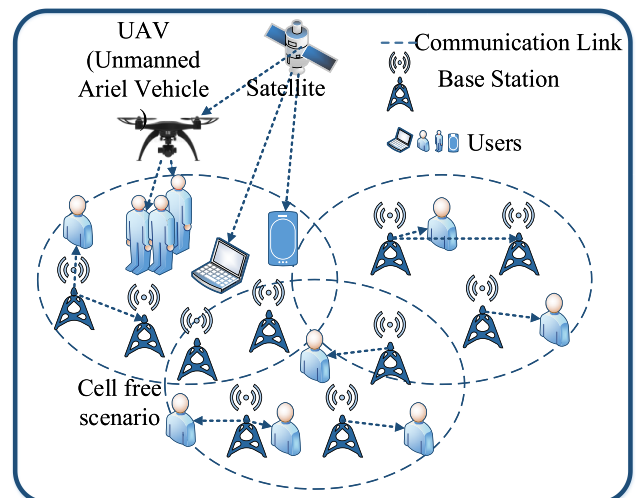 UAV
(Unmanned
Ariel Vehicle
)
Satellite
Communication Link
Base Station
Users
Cell free
scenario